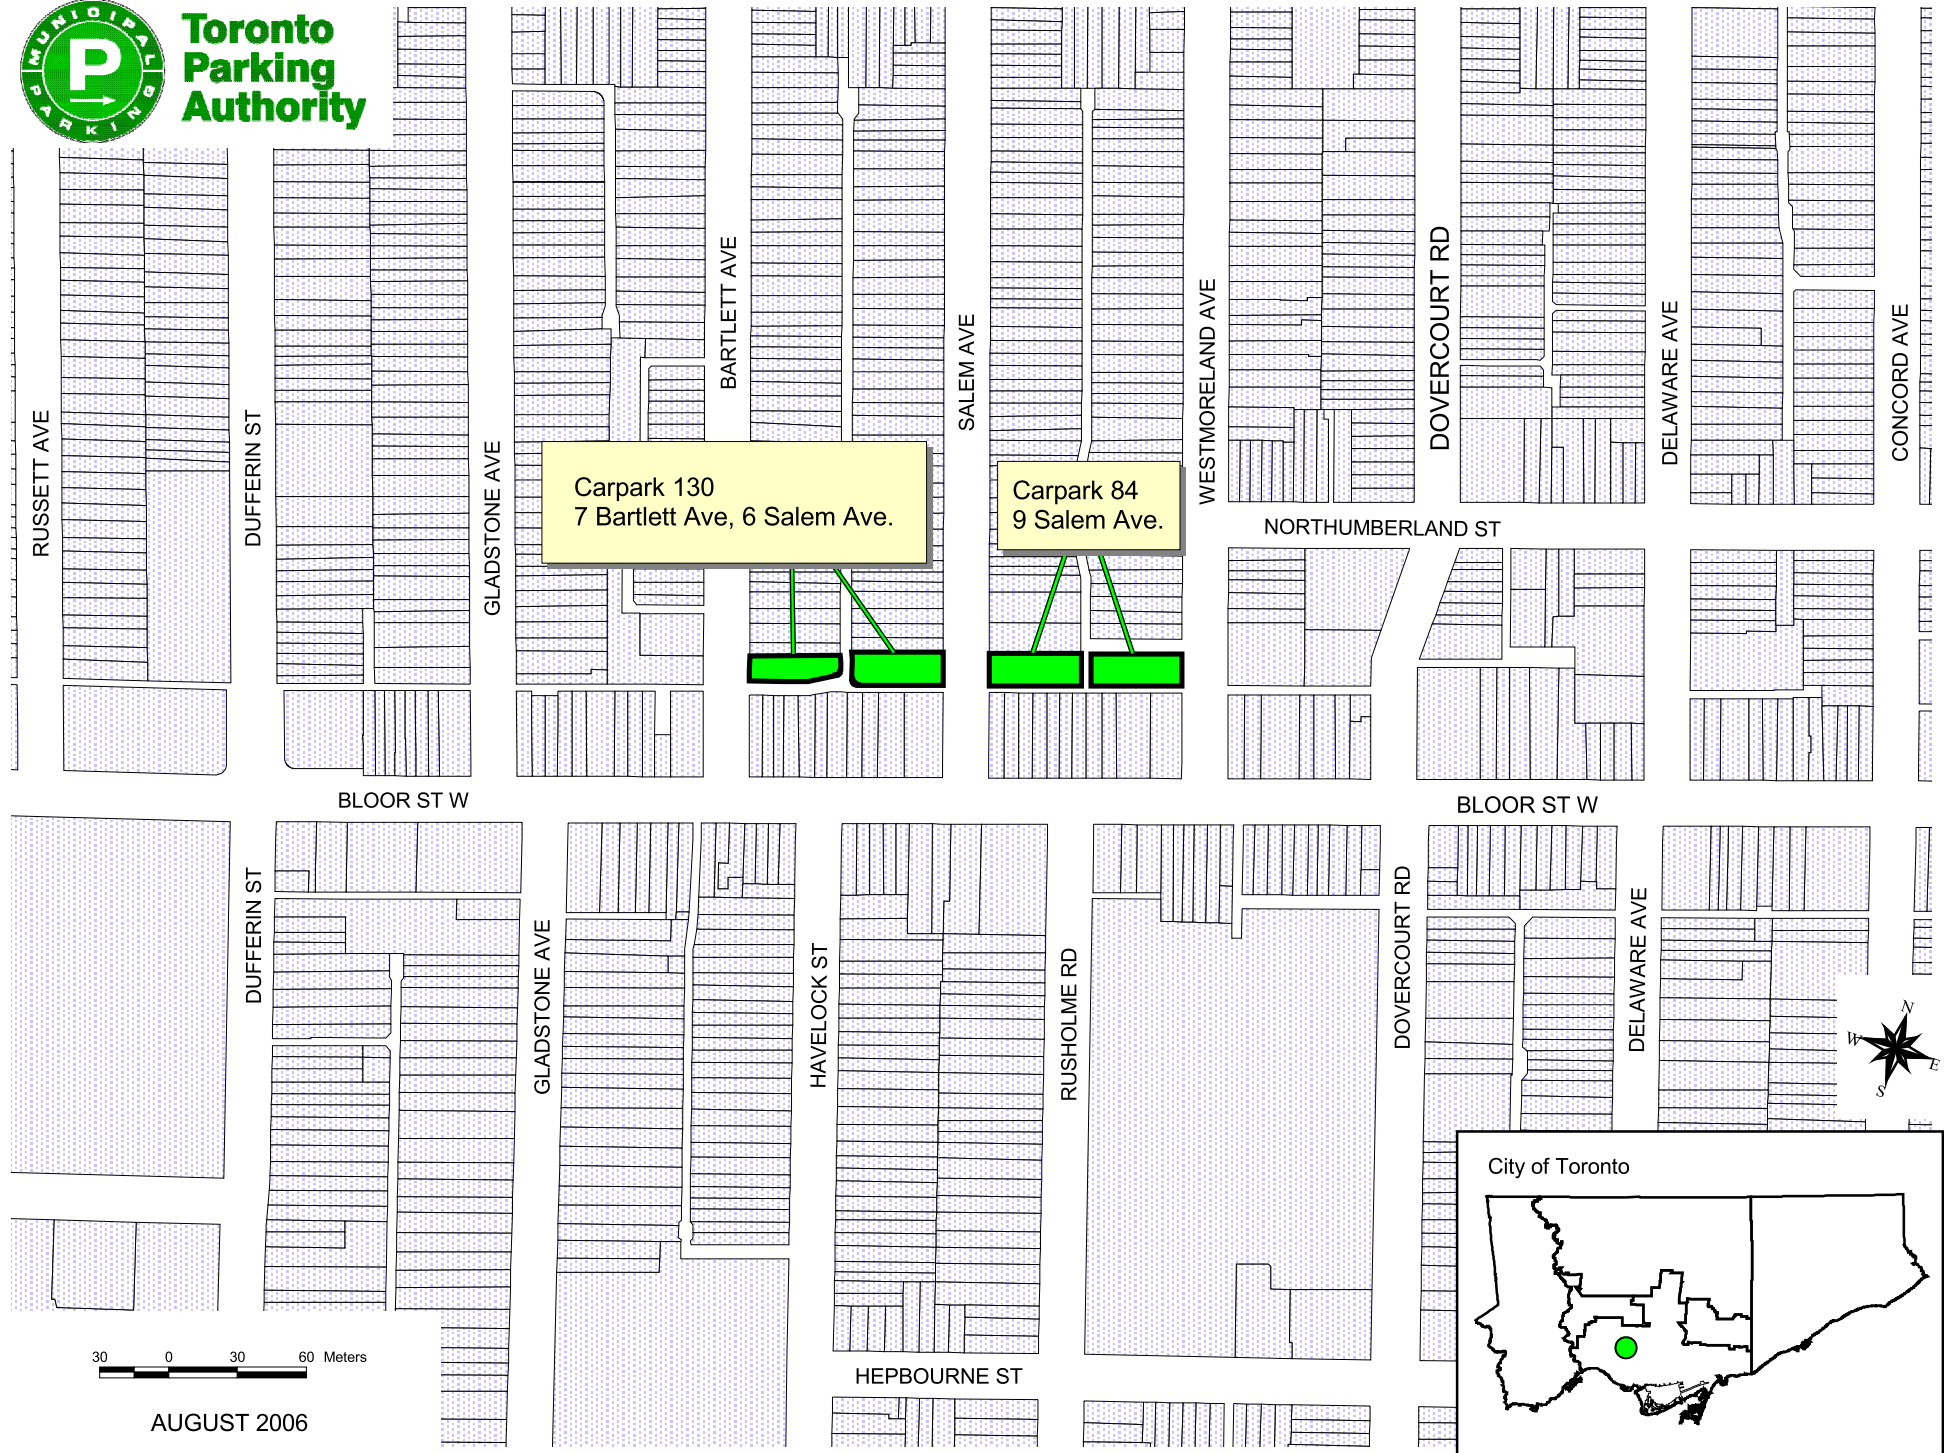 MUNICIPAL
PARKING
P
Toronto
Parking
Authority
RUSSETT AVE
DUFFERIN ST
GLADSTONE AVE
BARTLETT AVE
SALEM AVE
WESTMORELAND AVE
DOVERCOURT RD
DELAWARE AVE
CONCORD AVE
Carpark 130
7 Bartlett Ave, 6 Salem Ave.
Carpark 84
9 Salem Ave.
NORTHUMBERLAND ST
BLOOR ST W
BLOOR ST W
DUFFERIN ST
GLADSTONE AVE
HAVELOCK ST
RUSHOLME RD
DOVERCOURT RD
DELAWARE AVE
N
W
E
S
City of Toronto
30 0 30 60 Meters
HEPBOURNE ST
AUGUST 2006